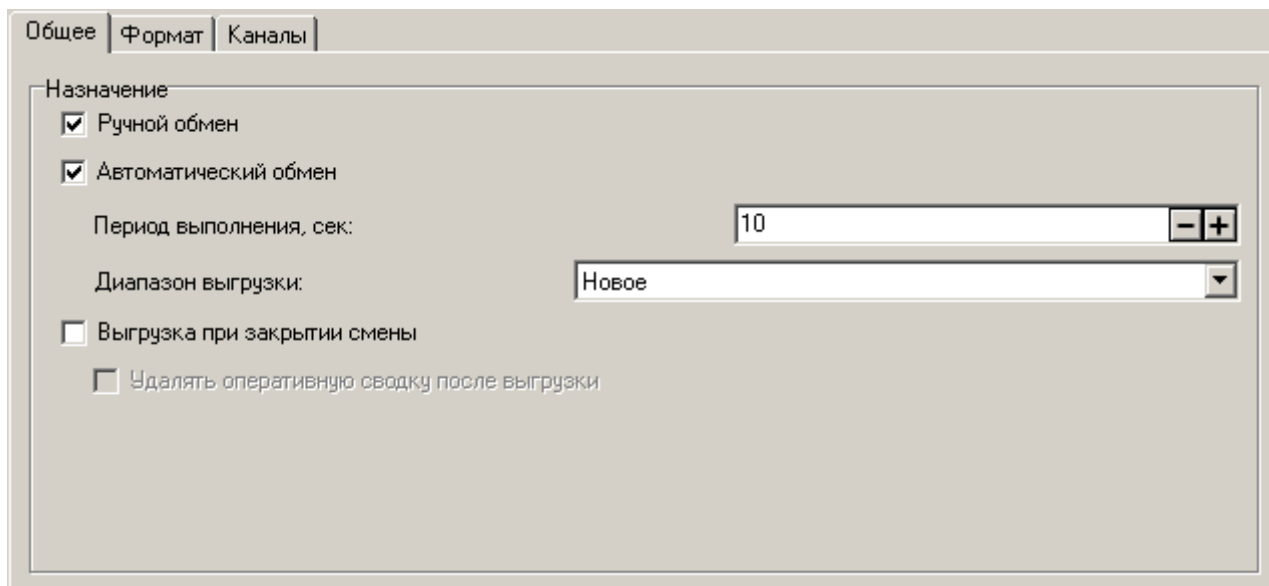 Общее Формат Каналы
Назначение
Ручной обмен
Автоматический обмен
Период выполнения, сек: 10
Диапазон выгрузки: Новое
Выгрузка при закрытии смены
Удалять оперативную сводку после выгрузки